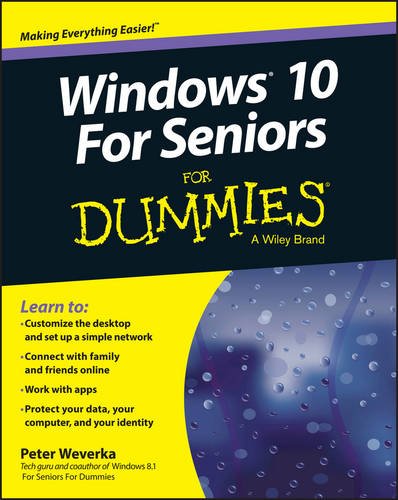 Making Everything Easier!™
Windows® 10
For Seniors
FOR
DUMMIES®
A Wiley Brand
Learn to:
•Customize the desktop
and set up a simple network
•Connect with family
and friends online
•Work with apps
•Protect your data, your
computer, and your identity
Peter Weverka
Tech guru and coauthor of Windows 8.1
For Seniors For Dummies